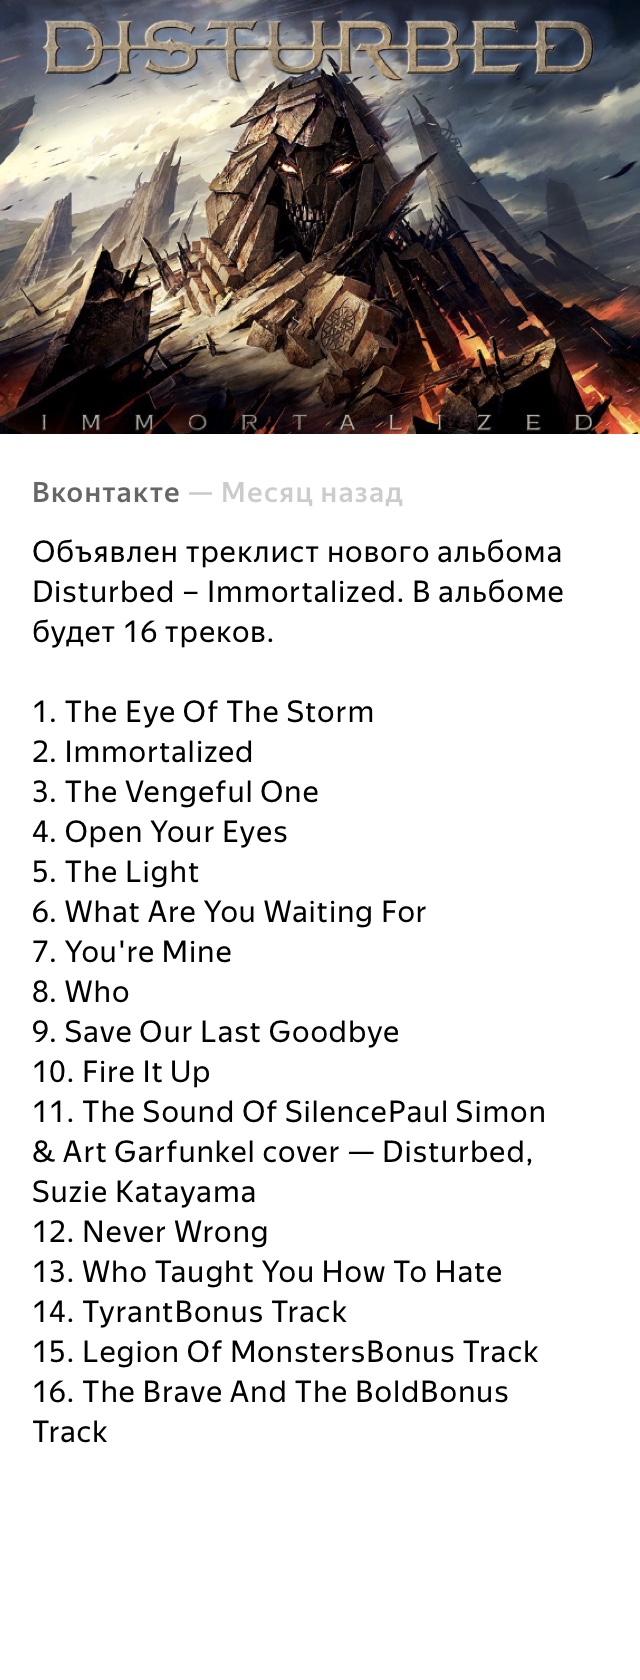 DISTURBED
IMMORTALIZED
Вконтакте — Месяц назад
Объявлен треклист нового альбома
Disturbed – Immortalized. В альбоме
будет 16 треков.
1. The Eye Of The Storm
2. Immortalized
3. The Vengeful One
4. Open Your Eyes
5. The Light
6. What Are You Waiting For
7. You're Mine
8. Who
9. Save Our Last Goodbye
10. Fire It Up
11. The Sound Of SilencePaul Simon
& Art Garfunkel cover — Disturbed,
Suzie Katayama
12. Never Wrong
13. Who Taught You How To Hate
14. TyrantBonus Track
15. Legion Of MonstersBonus Track
16. The Brave And The BoldBonus
Track